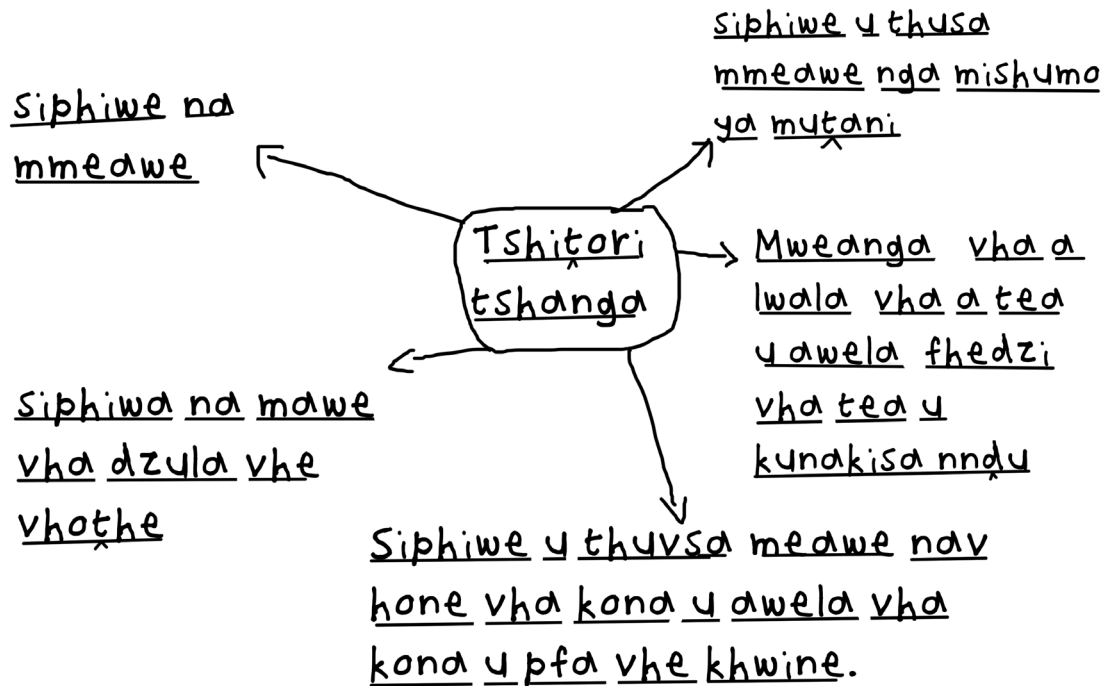 Tshiṱori
tshanga
siphiwe na
mmeawe
siphiwe u thusa
mmeawe nga mishumo
ya muṱani
Mweanga vha a
lwala vha a tea
u awela fhedzi
vha tea u
kunakisa nnḓu
Siphiwe u thuvsa meawe nav
hone vha kona u awela vha
kona u pfa vhe khwine.
siphiwa na mawe
vha dzula vhe
vhoṱhe